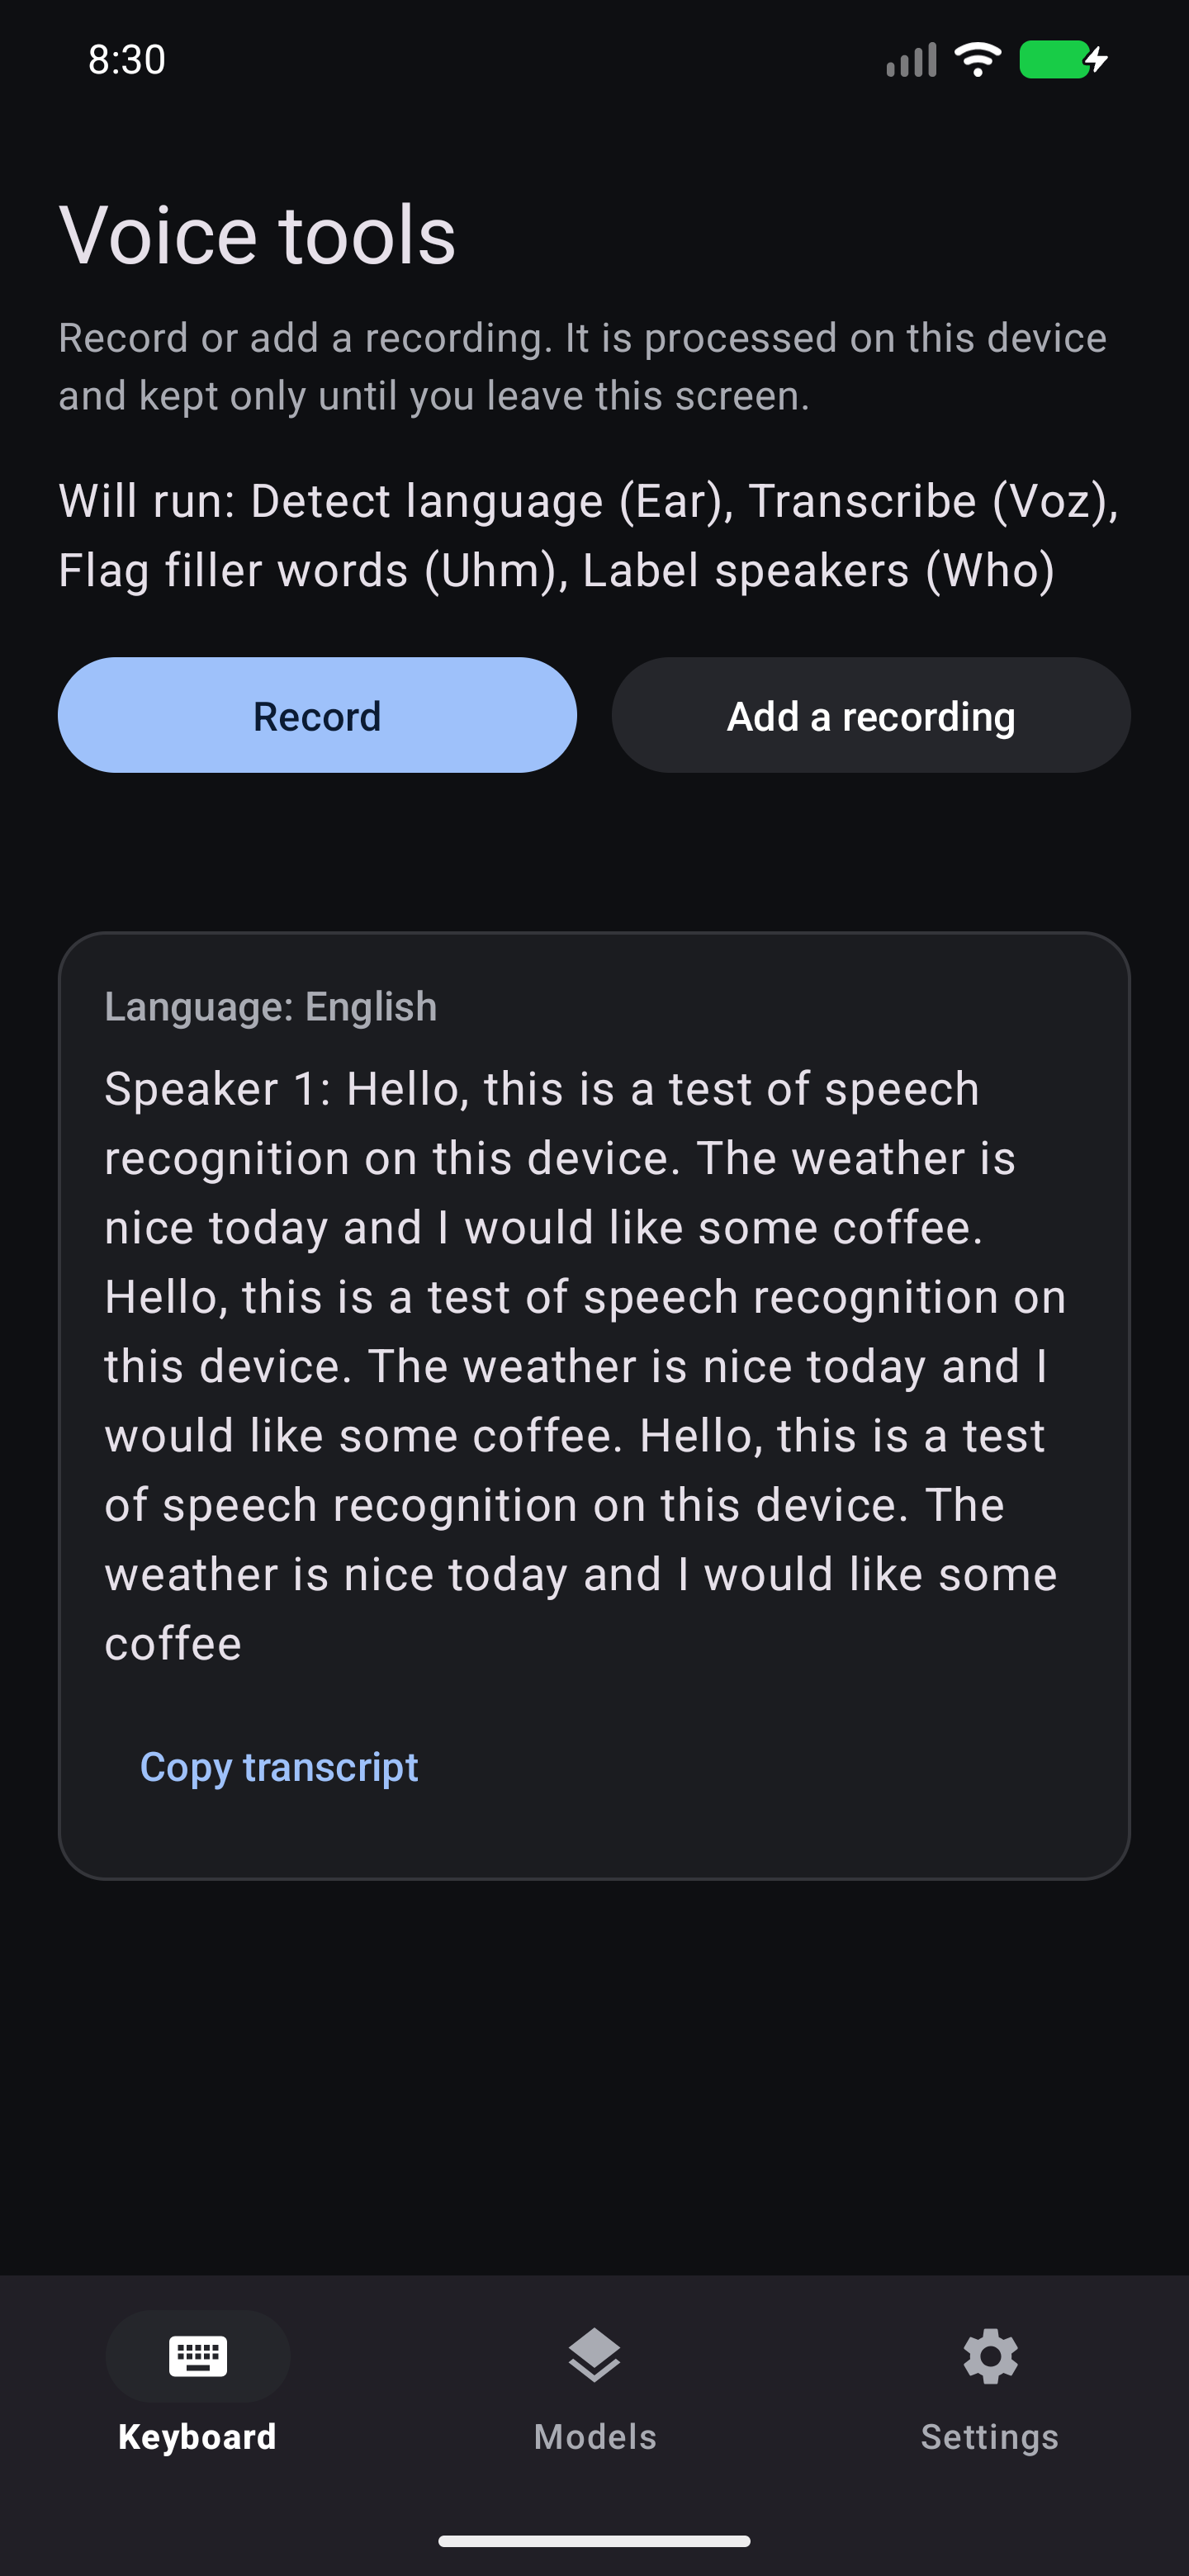 8:30
Voice tools
Record or add a recording. It is processed on this device
and kept only until you leave this screen.
Will run: Detect language (Ear), Transcribe (Voz),
Flag filler words (Uhm), Label speakers (Who)
Record
Add a recording
Language: English
Speaker 1: Hello, this is a test of speech
recognition on this device. The weather is
nice today and I would like some coffee.
Hello, this is a test of speech recognition on
this device. The weather is nice today and I
would like some coffee. Hello, this is a test
of speech recognition on this device. The
weather is nice today and I would like some
coffee
Copy transcript
Keyboard
Models
Settings